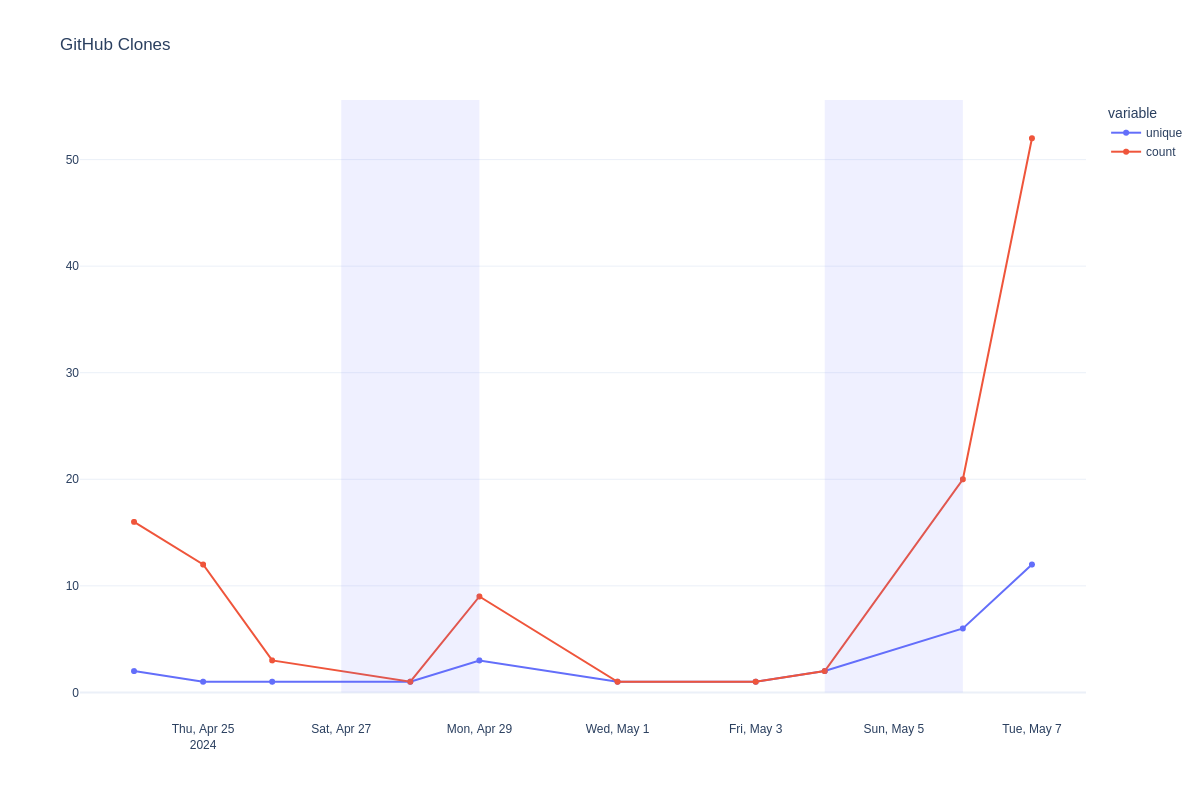 GitHub Clones
variable
unique
count
50
40
30
20
10
0
Thu, Apr 25
2024
Sat, Apr 27
Mon, Apr 29
Wed, May 1
Fri, May 3
Sun, May 5
Tue, May 7